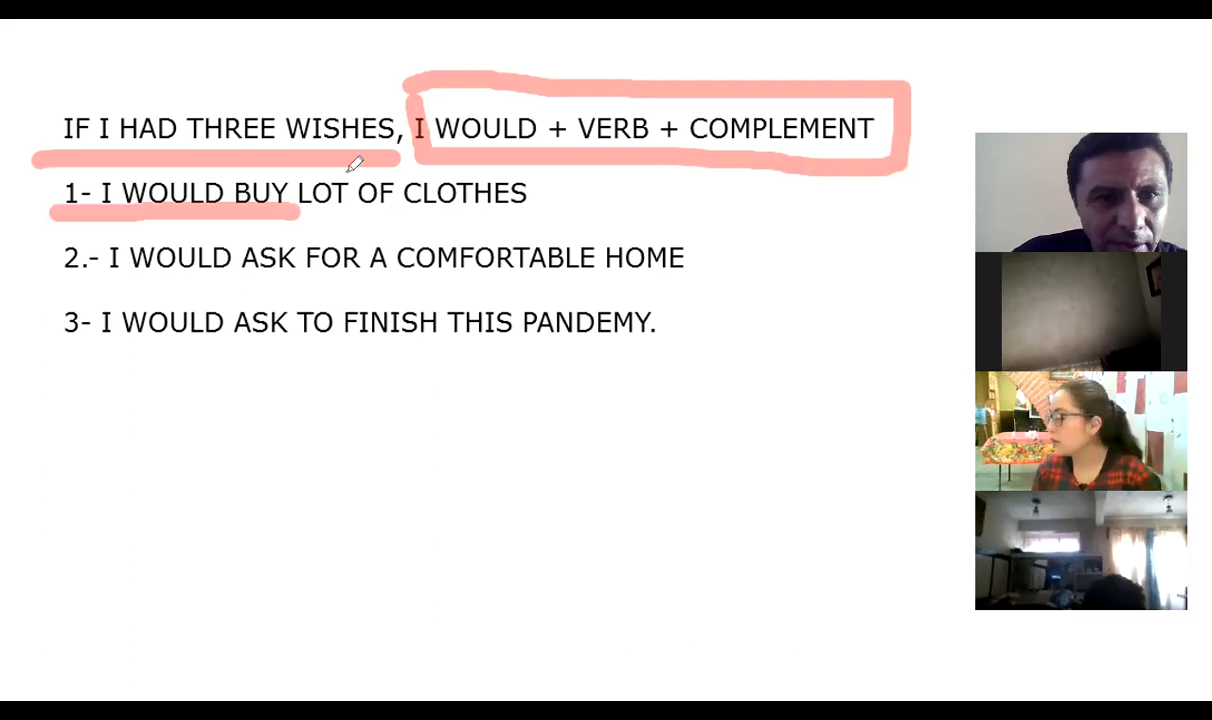 IF I HAD THREE WISHES, I WOULD + VERB + COMPLEMENT
1- I WOULD BUY LOT OF CLOTHES
2.- I WOULD ASK FOR A COMFORTABLE HOME
3- I WOULD ASK TO FINISH THIS PANDEMY.